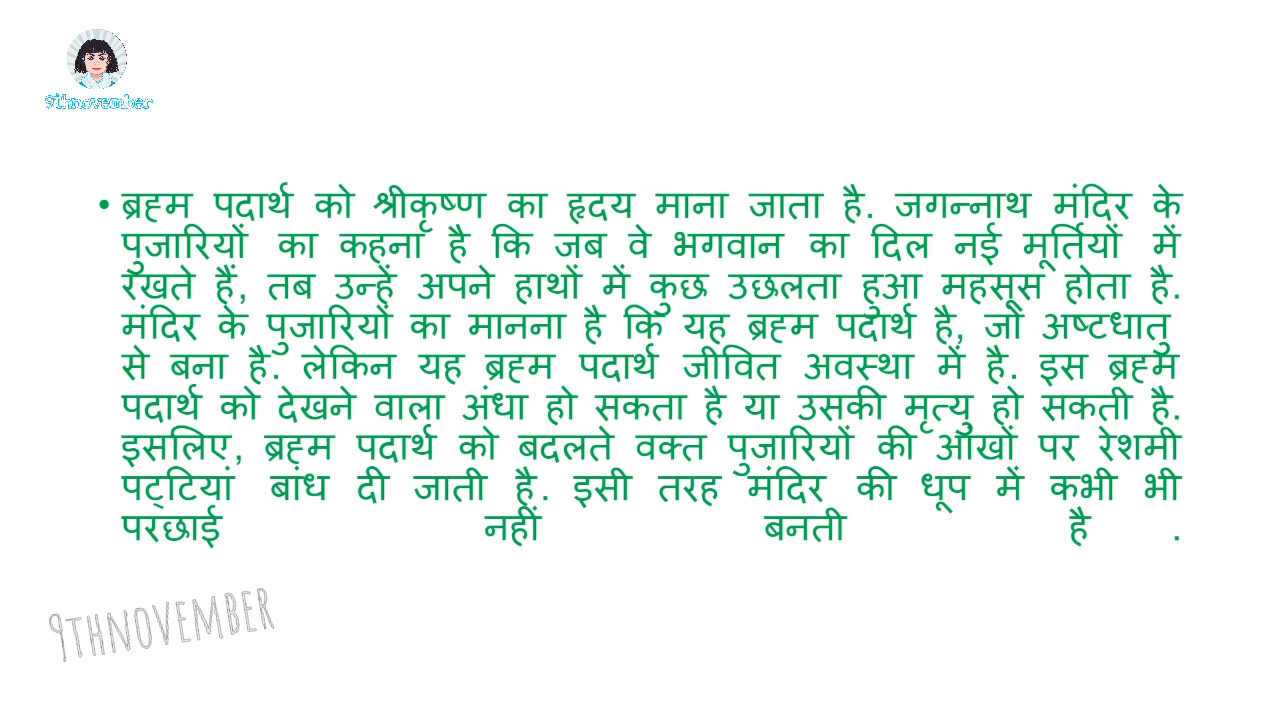 9thnovember
• ब्रह्म पदार्थ को श्रीकृष्ण का हृदय माना जाता है. जगन्नाथ मंदिर के
पुजारियों का कहना है कि जब वे भगवान का दिल नई मूर्तियों में
रखते हैं, तब उन्हें अपने हाथों में कुछ उछलता हुआ महसूस होता है.
मंदिर के पुजारियों का मानना है कि यह ब्रह्म पदार्थ है, जो अष्टधातु
से बना है. लेकिन यह ब्रह्म पदार्थ जीवित अवस्था में है. इस ब्रह्म
पदार्थ को देखने वाला अंधा हो सकता है या उसकी मृत्यु हो सकती है.
इसलिए, ब्रह्म पदार्थ को बदलते वक्त पुजारियों की आंखों पर रेशमी
पट्टियां बांध दी जाती है. इसी तरह मंदिर की धूप में कभी भी
परछाई नहीं बनती है .
9THNOVEMBER